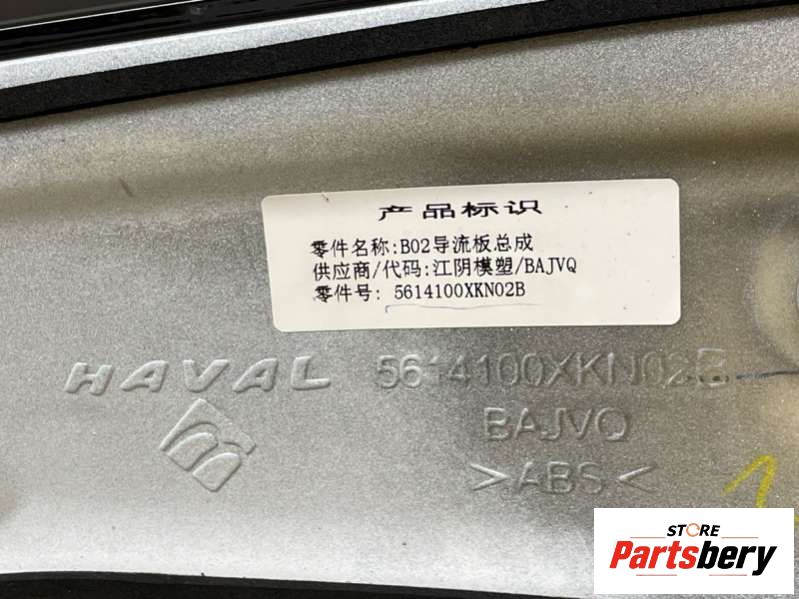 产品标识
零件名称:B02导流板总成
供应商/代码:江阴模塑/BAJVQ
零件号: 5614100XKN02B
HAVAL 5614100XKN02B
BAJVQ
>ABS<
STORE
Partsbery